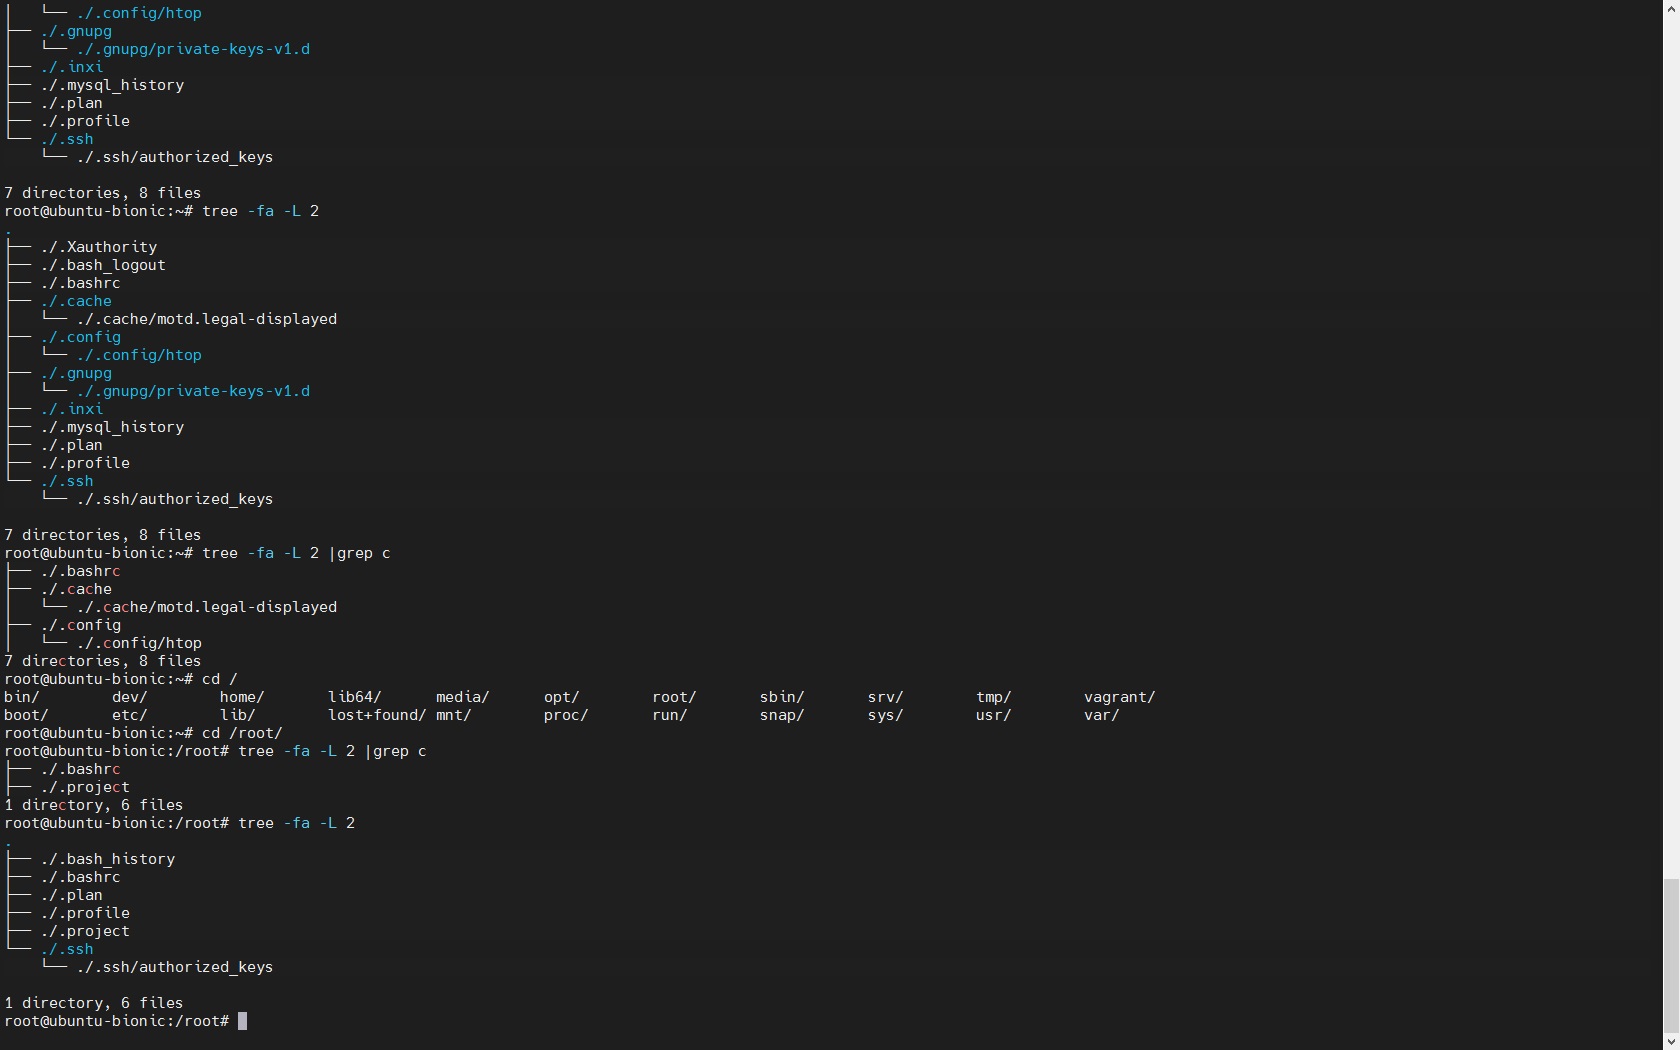 │   └── ./.config/htop
├── ./.gnupg
│   └── ./.gnupg/private-keys-v1.d
├── ./.inxi
├── ./.mysql_history
├── ./.plan
├── ./.profile
└── ./.ssh
    └── ./.ssh/authorized_keys

7 directories, 8 files
root@ubuntu-bionic:~# tree -fa -L 2
.
├── ./.Xauthority
├── ./.bash_logout
├── ./.bashrc
├── ./.cache
│   └── ./.cache/motd.legal-displayed
├── ./.config
│   └── ./.config/htop
├── ./.gnupg
│   └── ./.gnupg/private-keys-v1.d
├── ./.inxi
├── ./.mysql_history
├── ./.plan
├── ./.profile
└── ./.ssh
    └── ./.ssh/authorized_keys

7 directories, 8 files
root@ubuntu-bionic:~# tree -fa -L 2 |grep c
├── ./.bashrc
├── ./.cache
│   └── ./.cache/motd.legal-displayed
├── ./.config
│   └── ./.config/htop
7 directories, 8 files
root@ubuntu-bionic:~# cd /
bin/        dev/        home/       lib64/      media/      opt/        root/       sbin/       srv/        tmp/        vagrant/
boot/       etc/        lib/        lost+found/ mnt/        proc/       run/        snap/       sys/        usr/        var/
root@ubuntu-bionic:~# cd /root/
root@ubuntu-bionic:/root# tree -fa -L 2 |grep c
├── ./.bashrc
├── ./.project
1 directory, 6 files
root@ubuntu-bionic:/root# tree -fa -L 2
.
├── ./.bash_history
├── ./.bashrc
├── ./.plan
├── ./.profile
├── ./.project
└── ./.ssh
    └── ./.ssh/authorized_keys

1 directory, 6 files
root@ubuntu-bionic:/root#